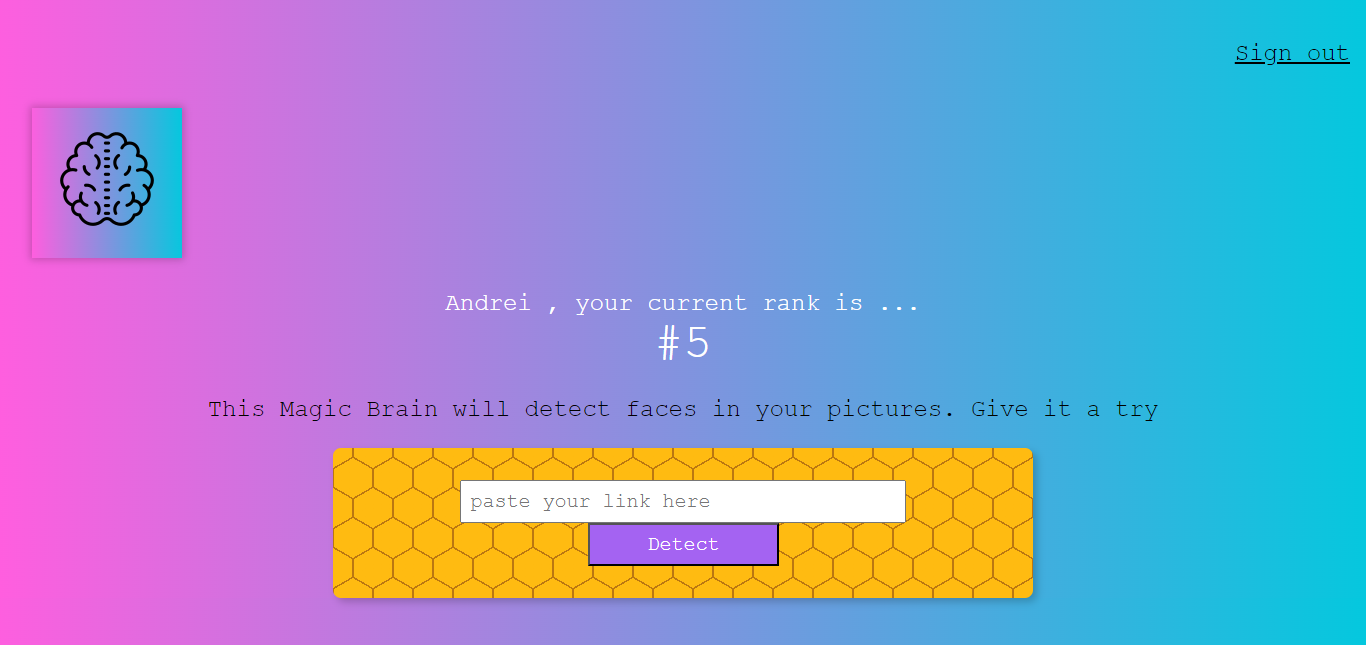 Sign out
Andrei , your current rank is ...
#5
This Magic Brain will detect faces in your pictures. Give it a try
paste your link here
Detect